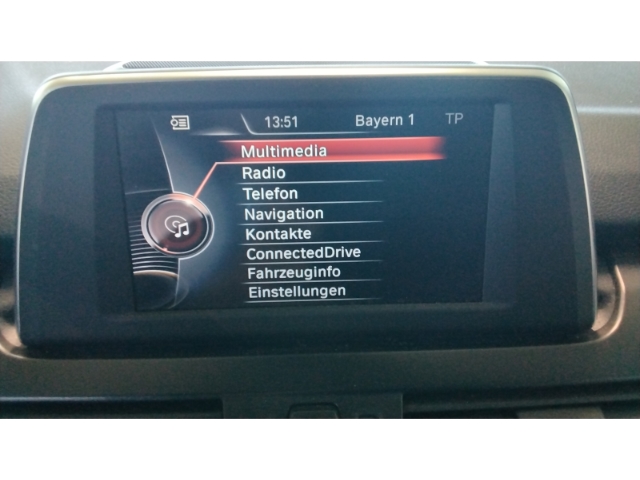 13:51 Bayern 1 TP
Multimedia
Radio
Telefon
Navigation
Kontakte
ConnectedDrive
Fahrzeuginfo
Einstellungen